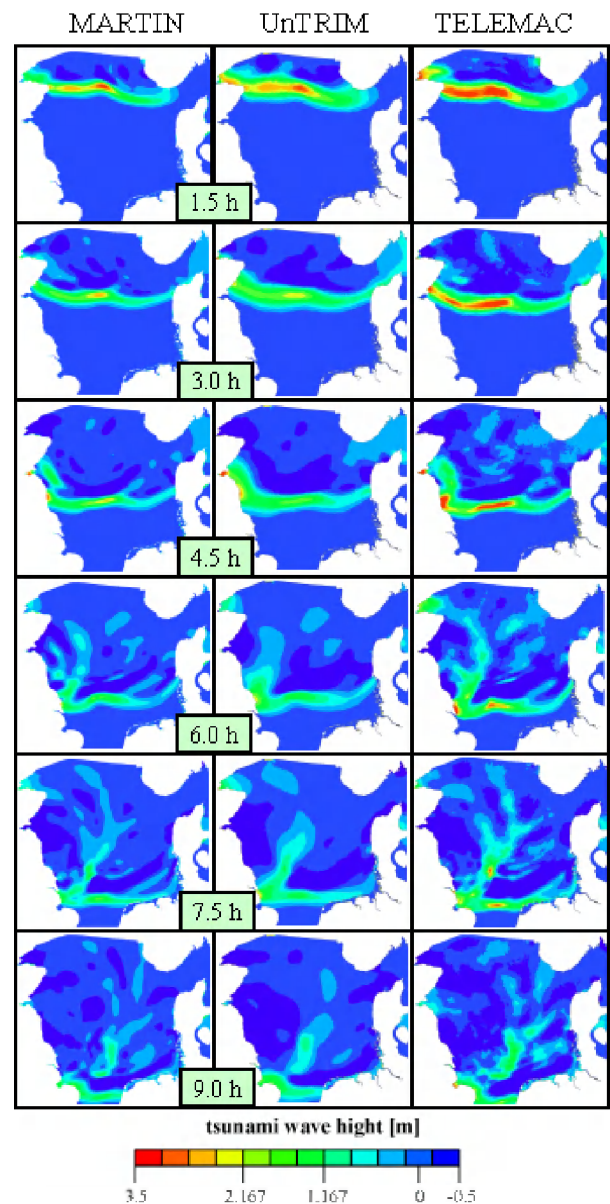 MARTIN UnTRIM TELEMAC
1.5 h
3.0 h
4.5 h
6.0 h
7.5 h
9.0 h
tsunami wave hight [m]
3.5 2.167 1.167 0 -0.5